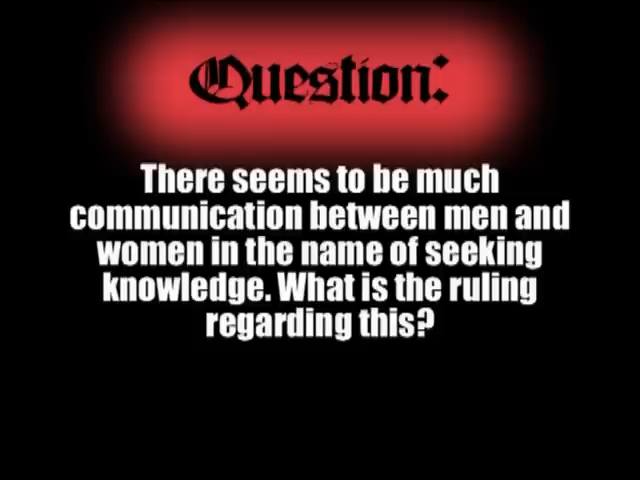 Question:
There seems to be much
communication between men and
women in the name of seeking
knowledge. What is the ruling
regarding this?